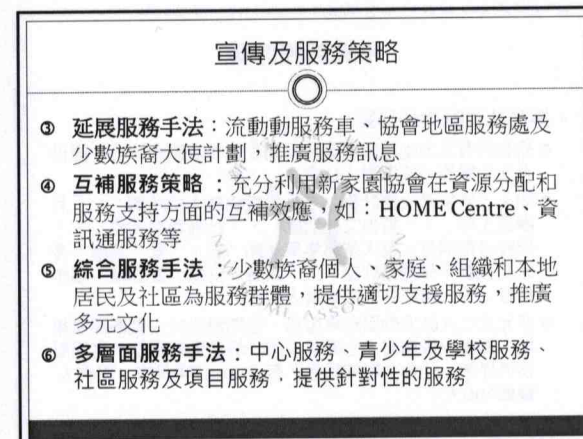 宣傳及服務策略
③ 延展服務手法：流動動服務車、協會地區服務處及
少數族裔大使計劃，推廣服務訊息
④ 互補服務策略：充分利用新家園協會在資源分配和
服務支持方面的互補效應，如：HOME Centre、資
訊通服務等
⑤ 綜合服務手法：少數族裔個人、家庭、組織和本地
居民及社區為服務群體，提供適切支援服務，推廣
多元文化
⑥ 多層面服務手法：中心服務、青少年及學校服務、
社區服務及項目服務，提供針對性的服務